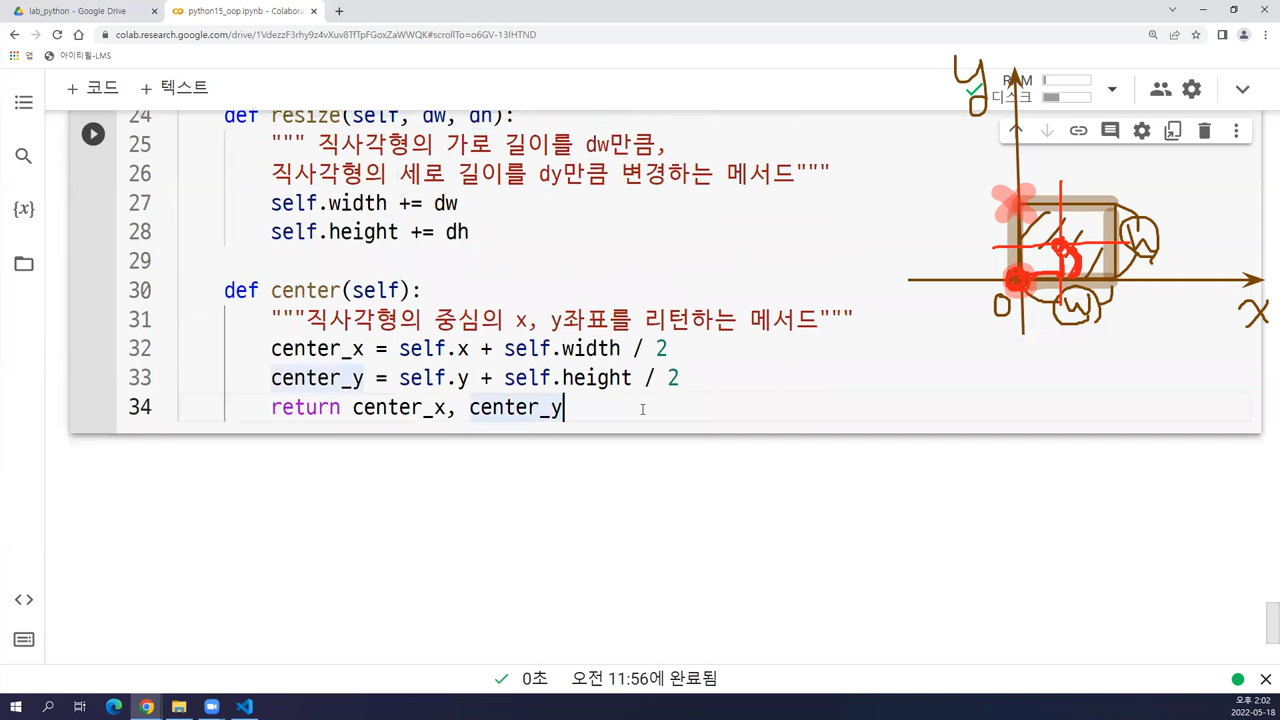 lab_python - Google Drive
python15_oop.ipynb - Colabora
colab.research.google.com/drive/1VdezzF3rhy9z4vXuv8TfTpFGoxZaWWQK#scrollTo=o6GV-13IHTND
앱
아이티윌-LMS
+ 코드 + 텍스트
RAM
디스크
24 def resize(self, dw, dh):
25 """ 직사각형의 가로 길이를 dw만큼,
26 직사각형의 세로 길이를 dy만큼 변경하는 메서드"""
27 self.width += dw
28 self.height += dh
29
30 def center(self):
31 """직사각형의 중심의 x, y좌표를 리턴하는 메서드"""
32 center_x = self.x + self.width / 2
33 center_y = self.y + self.height / 2
34 return center_x, center_y
{x}
y
0
h
0
w
x
0초 오전 11:56에 완료됨
오후 2:02
2022-05-18